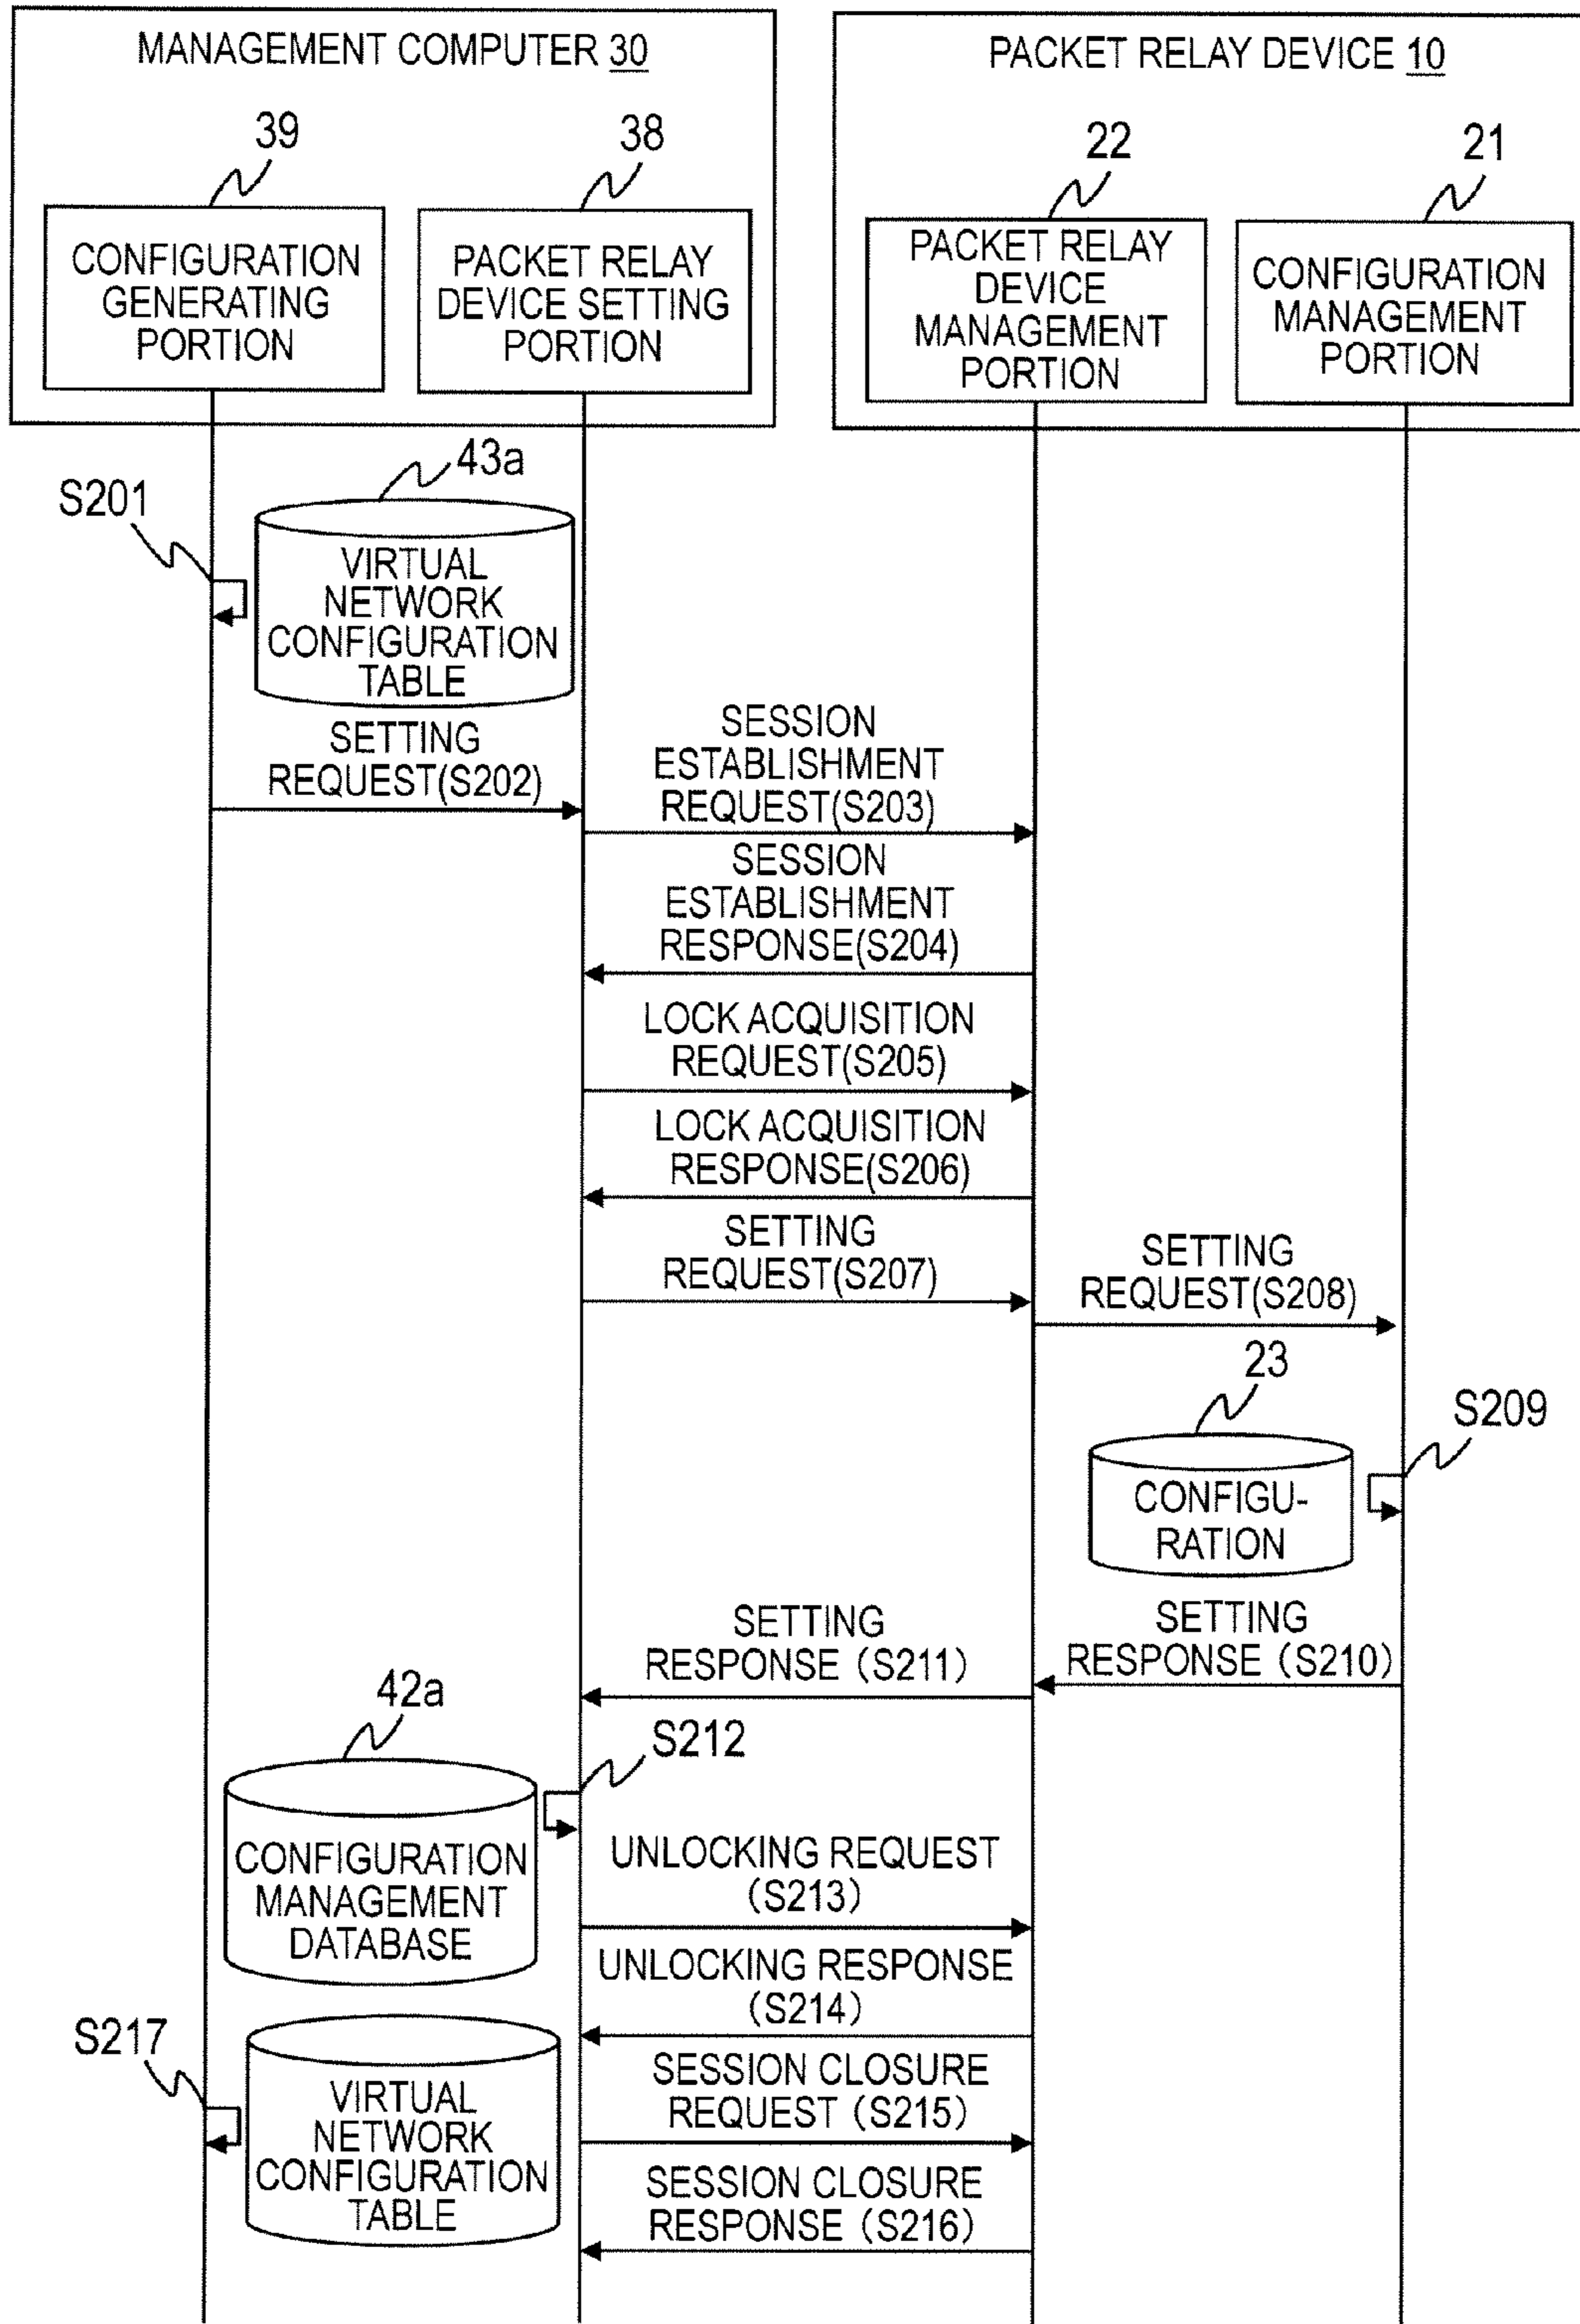 MANAGEMENT COMPUTER 30
PACKET RELAY DEVICE 10
39
38
22
21
CONFIGURATION
GENERATING
PORTION
PACKET RELAY
DEVICE SETTING
PORTION
PACKET RELAY
DEVICE
MANAGEMENT
PORTION
CONFIGURATION
MANAGEMENT
PORTION
43a
S201
VIRTUAL
NETWORK
CONFIGURATION
TABLE
SETTING
REQUEST(S202)
SESSION
ESTABLISHMENT
REQUEST(S203)
SESSION
ESTABLISHMENT
RESPONSE(S204)
LOCK ACQUISITION
REQUEST(S205)
LOCK ACQUISITION
RESPONSE(S206)
SETTING
REQUEST(S207)
SETTING
REQUEST(S208)
23
S209
CONFIGU-
RATION
SETTING
RESPONSE (S210)
SETTING
RESPONSE (S211)
42a
S212
CONFIGURATION
MANAGEMENT
DATABASE
UNLOCKING REQUEST
(S213)
UNLOCKING RESPONSE
(S214)
S217
VIRTUAL
NETWORK
CONFIGURATION
TABLE
SESSION CLOSURE
REQUEST (S215)
SESSION CLOSURE
RESPONSE (S216)